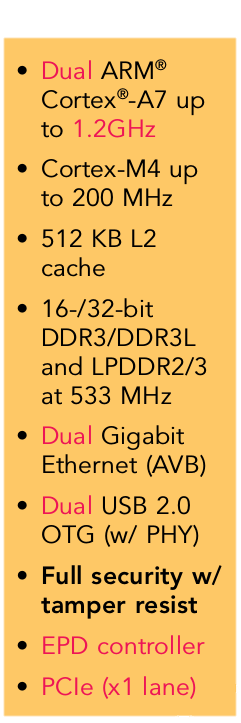 • Dual ARM®
Cortex®-A7 up
to 1.2GHz
• Cortex-M4 up
to 200 MHz
• 512 KB L2
cache
• 16-/32-bit
DDR3/DDR3L
and LPDDR2/3
at 533 MHz
• Dual Gigabit
Ethernet (AVB)
• Dual USB 2.0
OTG (w/ PHY)
• Full security w/
tamper resist
• EPD controller
• PCIe (x1 lane)